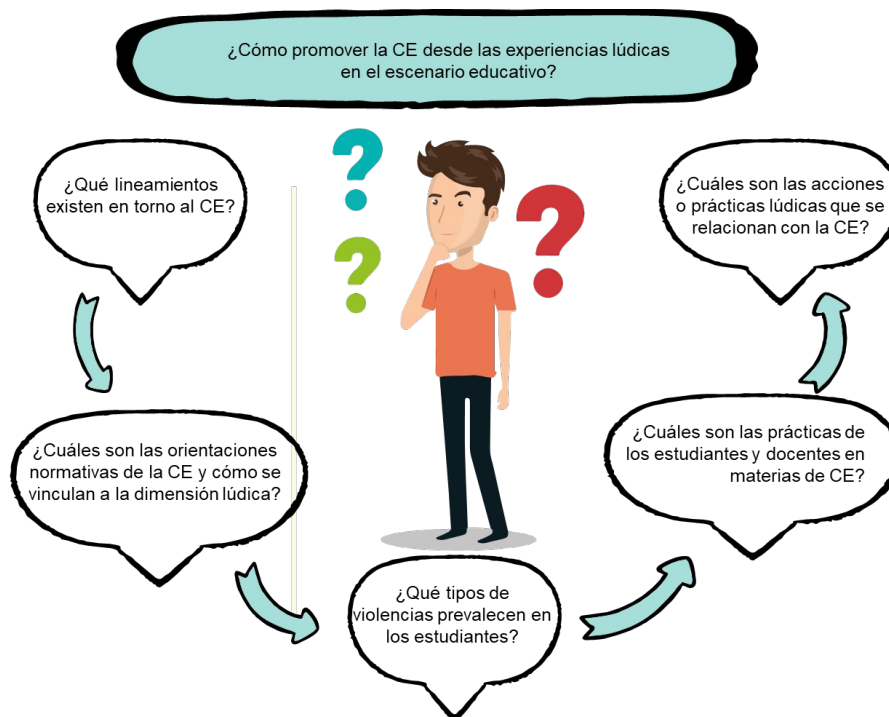 ¿Cómo promover la CE desde las experiencias lúdicas
en el escenario educativo?
¿Qué lineamientos
existen en torno al CE?
¿Cuáles son las orientaciones
normativas de la CE y cómo se
vinculan a la dimensión lúdica?
¿Qué tipos de
violencias prevalecen en
los estudiantes?
¿Cuáles son las prácticas de
los estudiantes y docentes en
materias de CE?
¿Cuáles son las acciones
o prácticas lúdicas que se
relacionan con la CE?